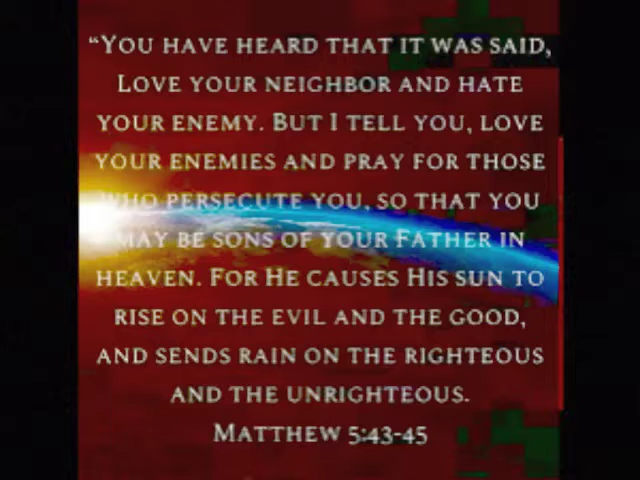 “You have heard that it was said,
Love your neighbor and hate
your enemy. But I tell you, love
your enemies and pray for those
who persecute you, so that you
may be sons of your Father in
heaven. For He causes His sun to
rise on the evil and the good,
and sends rain on the righteous
and the unrighteous.
Matthew 5:43-45